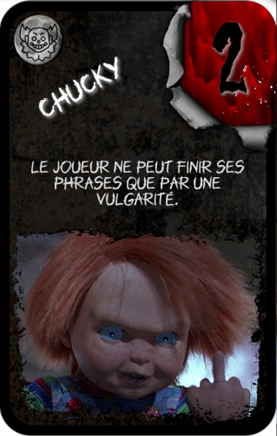 2
CHUCKY
LE JOUEUR NE PEUT FINIR SES
PHRASES QUE PAR UNE
VULGARITÉ.